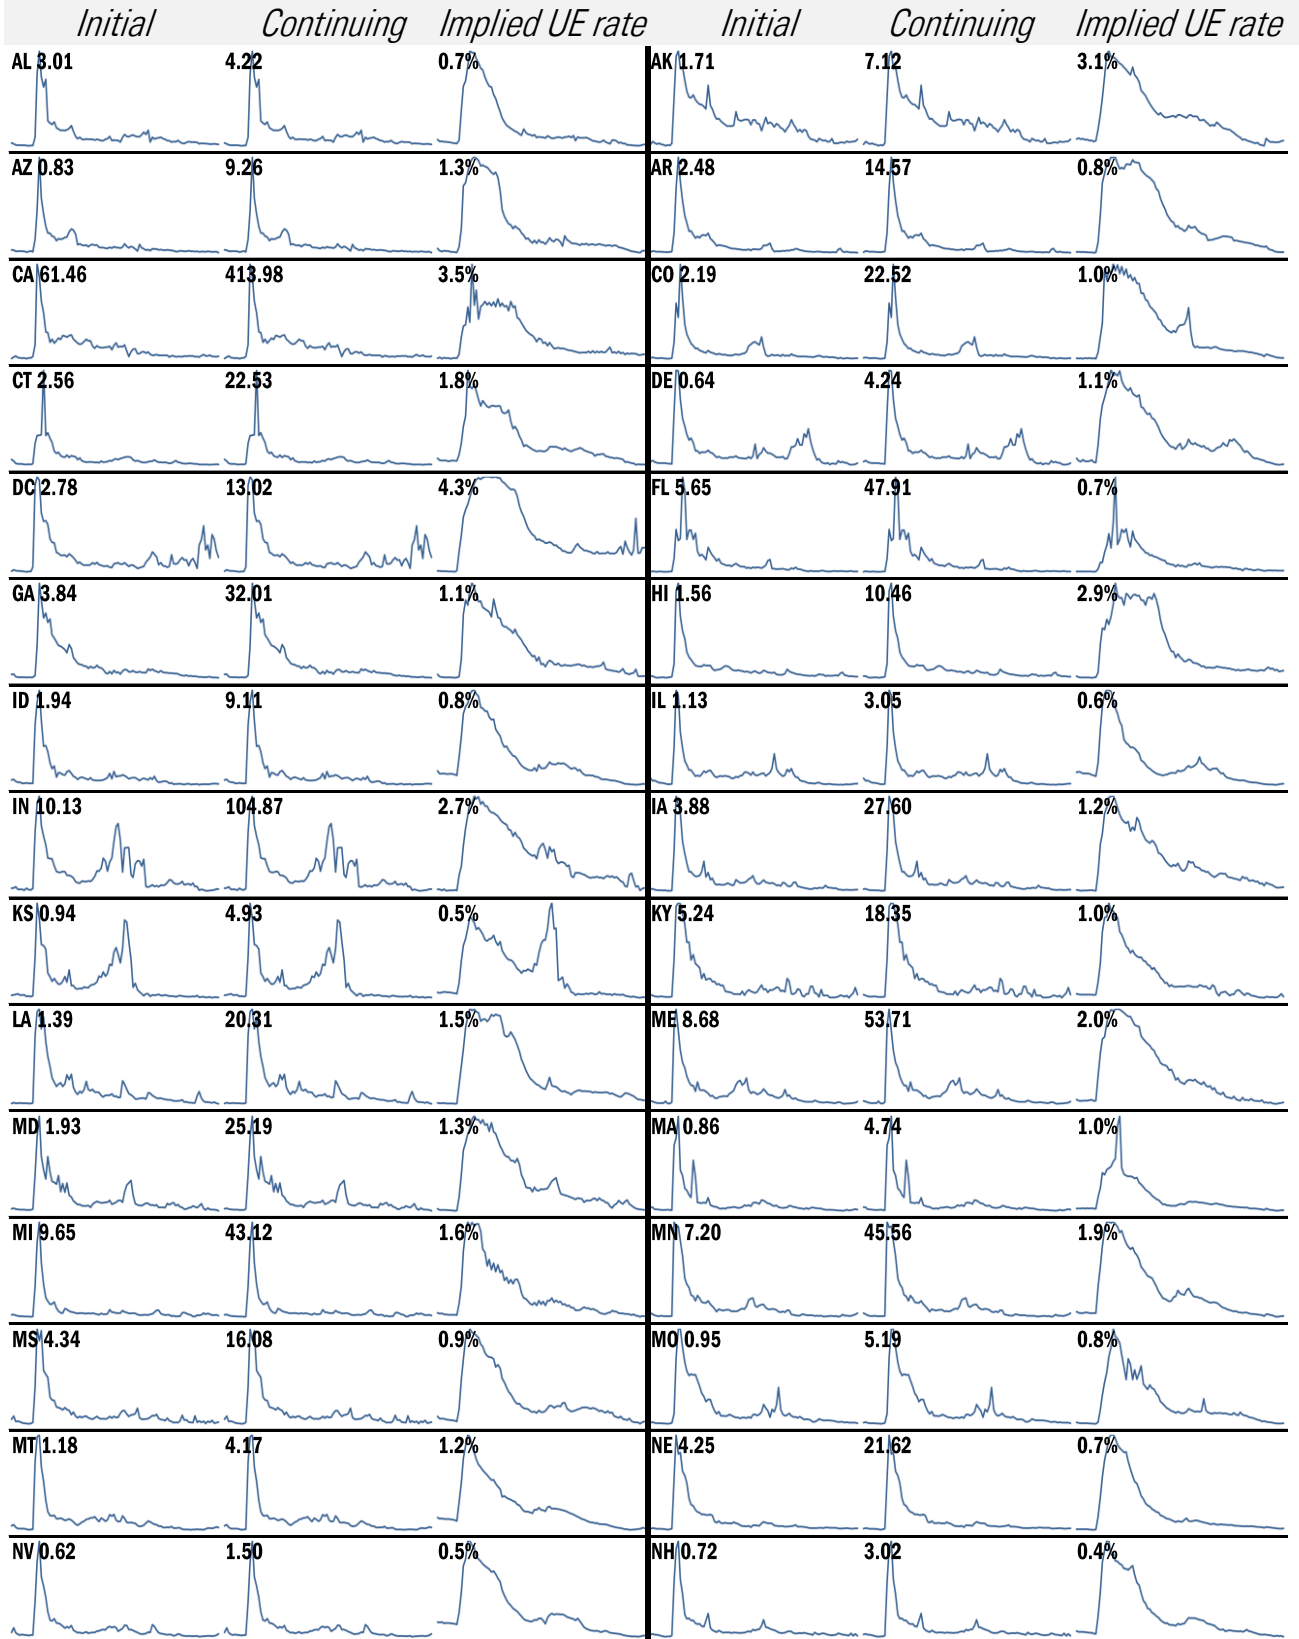 Initial Continuing Implied UE rate Initial Continuing Implied UE rate
AL 3.01 4.22 0.7% AK 1.71 7.12 3.1%
AZ 0.83 9.26 1.3% AR 2.48 14.57 0.8%
CA 61.46 413.98 3.5% CO 2.19 22.52 1.0%
CT 2.56 22.53 1.8% DE 0.64 4.24 1.1%
DC 2.78 13.02 4.3% FL 5.65 47.91 0.7%
GA 3.84 32.01 1.1% HI 1.56 10.46 2.9%
ID 1.94 9.11 0.8% IL 1.13 3.05 0.6%
IN 10.13 104.87 2.7% IA 3.88 27.60 1.2%
KS 0.94 4.93 0.5% KY 5.24 18.35 1.0%
LA 1.39 20.31 1.5% ME 8.68 53.71 2.0%
MD 1.93 25.19 1.3% MA 0.86 4.74 1.0%
MI 9.65 43.12 1.6% MN 7.20 45.56 1.9%
MS 4.34 16.08 0.9% MO 0.95 5.19 0.8%
MT 1.18 4.17 1.2% NE 4.25 21.62 0.7%
NV 0.62 1.50 0.5% NH 0.72 3.02 0.4%